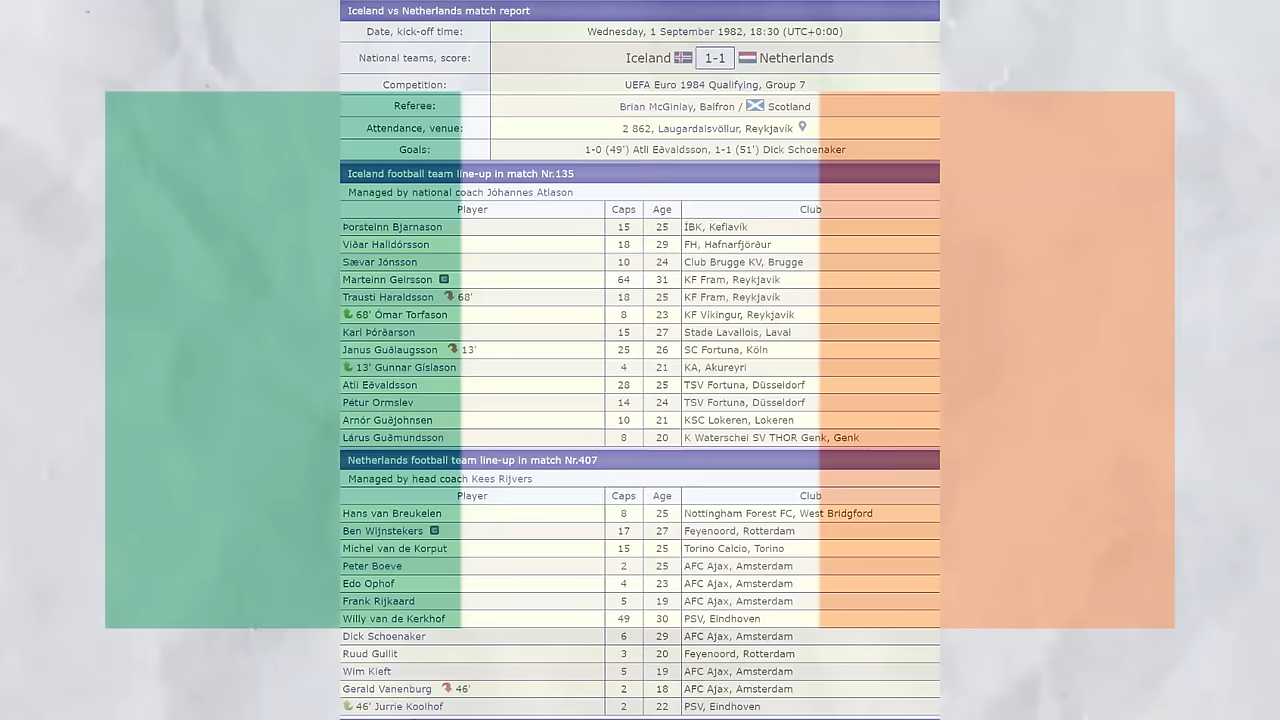 Iceland vs Netherlands match report
Date, kick-off time: Wednesday, 1 September 1982, 18:30 (UTC+0:00)
National teams, score: Iceland 1-1 Netherlands
Competition: UEFA Euro 1984 Qualifying, Group 7
Referee: Brian McGinlay, Balfron / Scotland
Attendance, venue: 2 862, Laugardalsvöllur, Reykjavík
Goals: 1-0 (49') Atli Eðvaldsson, 1-1 (51') Dick Schoenaker
Iceland football team line-up in match Nr.135
Managed by national coach Jóhannes Atlason
Player Caps Age Club
Þorsteinn Bjarnason 15 25 ÍBK, Keflavík
Viðar Halldórsson 18 29 FH, Hafnarfjörður
Sævar Jónsson 10 24 Club Brugge KV, Brugge
Marteinn Geirsson C 64 31 KF Fram, Reykjavík
Trausti Haraldsson 68' 18 25 KF Fram, Reykjavík
68' Ómar Torfason 8 23 KF Víkingur, Reykjavík
Karl Þórðarson 15 27 Stade Lavallois, Laval
Janus Guðlaugsson 13' 25 26 SC Fortuna, Köln
13' Gunnar Gíslason 4 21 KA, Akureyri
Atli Eðvaldsson 28 25 TSV Fortuna, Düsseldorf
Pétur Ormslev 14 24 TSV Fortuna, Düsseldorf
Arnór Guðjohnsen 10 21 KSC Lokeren, Lokeren
Lárus Guðmundsson 8 20 K Waterschei SV THOR Genk, Genk
Netherlands football team line-up in match Nr.407
Managed by head coach Kees Rijvers
Player Caps Age Club
Hans van Breukelen 8 25 Nottingham Forest FC, West Bridgford
Ben Wijnstekers C 17 27 Feyenoord, Rotterdam
Michel van de Korput 15 25 Torino Calcio, Torino
Peter Boeve 2 25 AFC Ajax, Amsterdam
Edo Ophof 4 23 AFC Ajax, Amsterdam
Frank Rijkaard 5 19 AFC Ajax, Amsterdam
Willy van de Kerkhof 49 30 PSV, Eindhoven
Dick Schoenaker 6 29 AFC Ajax, Amsterdam
Ruud Gullit 3 20 Feyenoord, Rotterdam
Wim Kieft 5 19 AFC Ajax, Amsterdam
Gerald Vanenburg 46' 2 18 AFC Ajax, Amsterdam
46' Jurrie Koolhof 2 22 PSV, Eindhoven